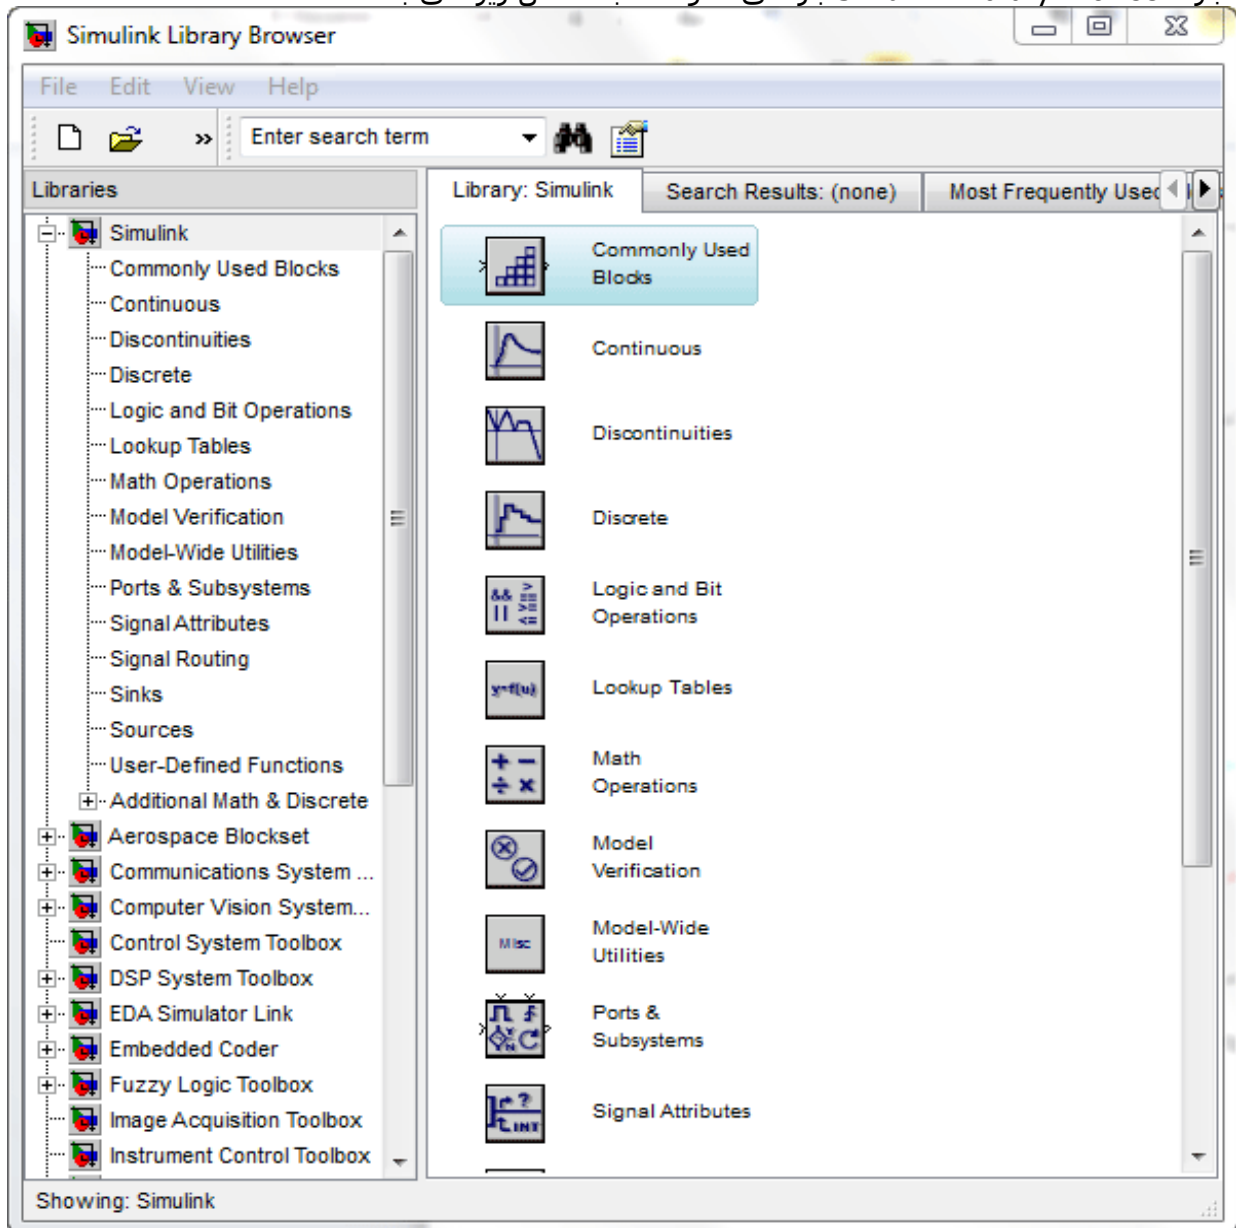 Simulink Library Browser
File Edit View Help
» Enter search term
Libraries
Library: Simulink Search Results: (none) Most Frequently Used
Simulink
Commonly Used Blocks
Continuous
Discontinuities
Discrete
Logic and Bit Operations
Lookup Tables
Math Operations
Model Verification
Model-Wide Utilities
Ports & Subsystems
Signal Attributes
Signal Routing
Sinks
Sources
User-Defined Functions
Additional Math & Discrete
Aerospace Blockset
Communications System ...
Computer Vision System...
Control System Toolbox
DSP System Toolbox
EDA Simulator Link
Embedded Coder
Fuzzy Logic Toolbox
Image Acquisition Toolbox
Instrument Control Toolbox
Commonly Used
Blocks
Continuous
Discontinuities
Discrete
&& > == 
|| >= <=
Logic and Bit
Operations
y=f(u)
Lookup Tables
+ −
÷ ×
Math
Operations
Model
Verification
Misc
Model-Wide
Utilities
Ports &
Subsystems
? INT
Signal Attributes
Showing: Simulink